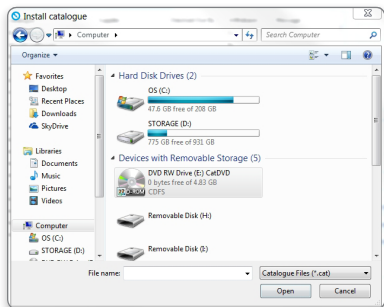 Install catalogue
Computer
Search Computer
Organize
Favorites
Desktop
Recent Places
Downloads
SkyDrive
Libraries
Documents
Music
Pictures
Videos
Computer
OS (C:)
STORAGE (D:)
Hard Disk Drives (2)
OS (C:)
47.6 GB free of 208 GB
STORAGE (D:)
775 GB free of 931 GB
Devices with Removable Storage (5)
DVD RW Drive (E:) CatDVD
0 bytes free of 4.83 GB
CDFS
Removable Disk (H:)
Removable Disk (I:)
File name:
Catalogue Files (*.cat)
Open
Cancel